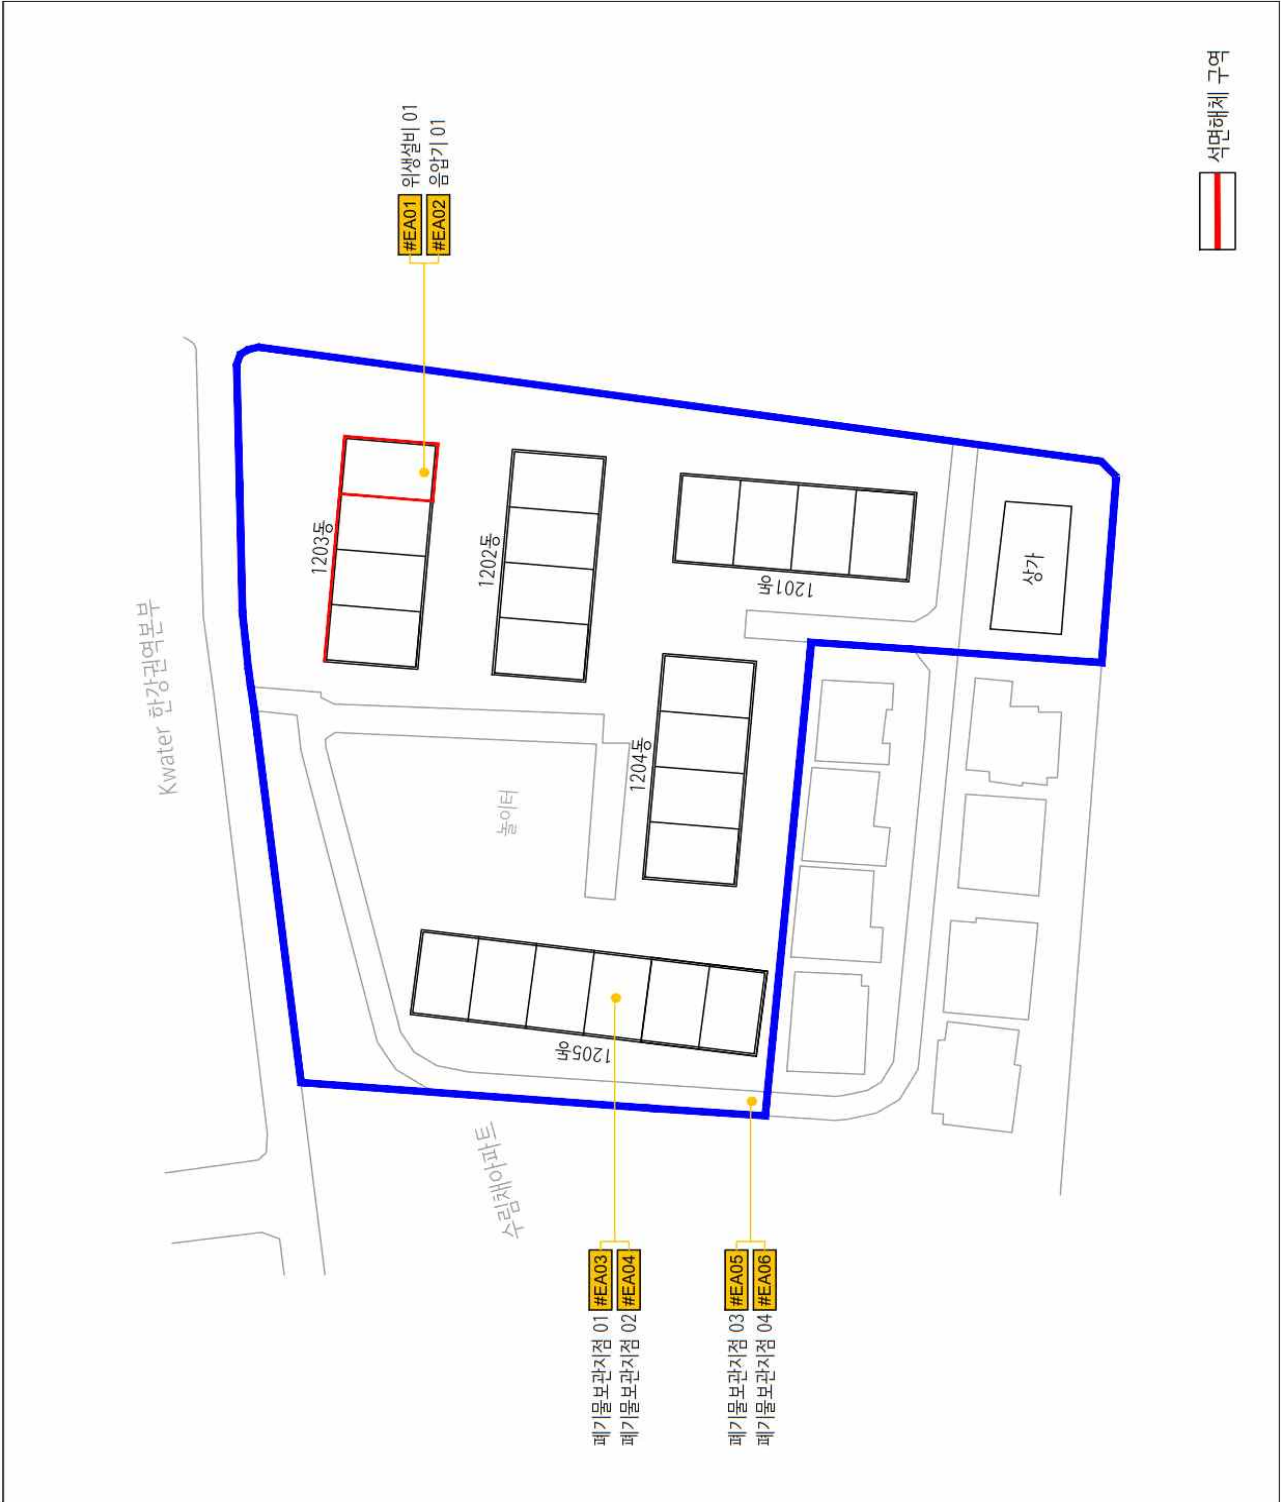 #EA01 위생설비 01
#EA02 음압기 01
석면해체 구역
Kwater 한강권역본부
1203동
1202동
1201동
상가
1204동
놀이터
1205동
수림채아파트
폐기물보관지점 01 #EA03
폐기물보관지점 02 #EA04
폐기물보관지점 03 #EA05
폐기물보관지점 04 #EA06